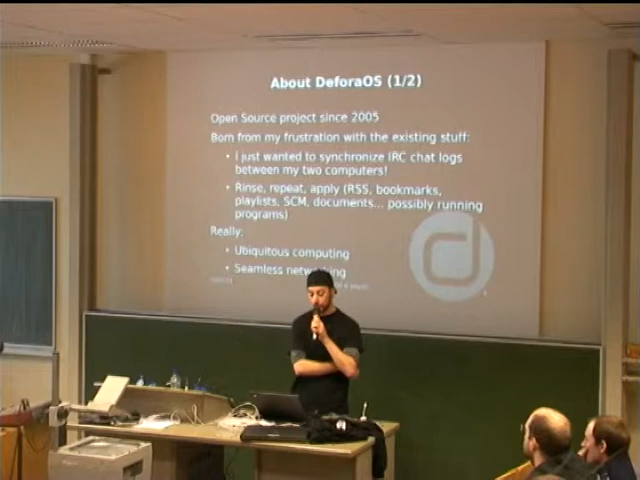 About DeforaOS (1/2)
Open Source project since 2005
Born from my frustration with the existing stuff:
• I just wanted to synchronize IRC chat logs
between my two computers!
• Rinse, repeat, apply (RSS, bookmarks,
playlists, SCM, documents... possibly running
programs)
Really:
• Ubiquitous computing
• Seamless networking